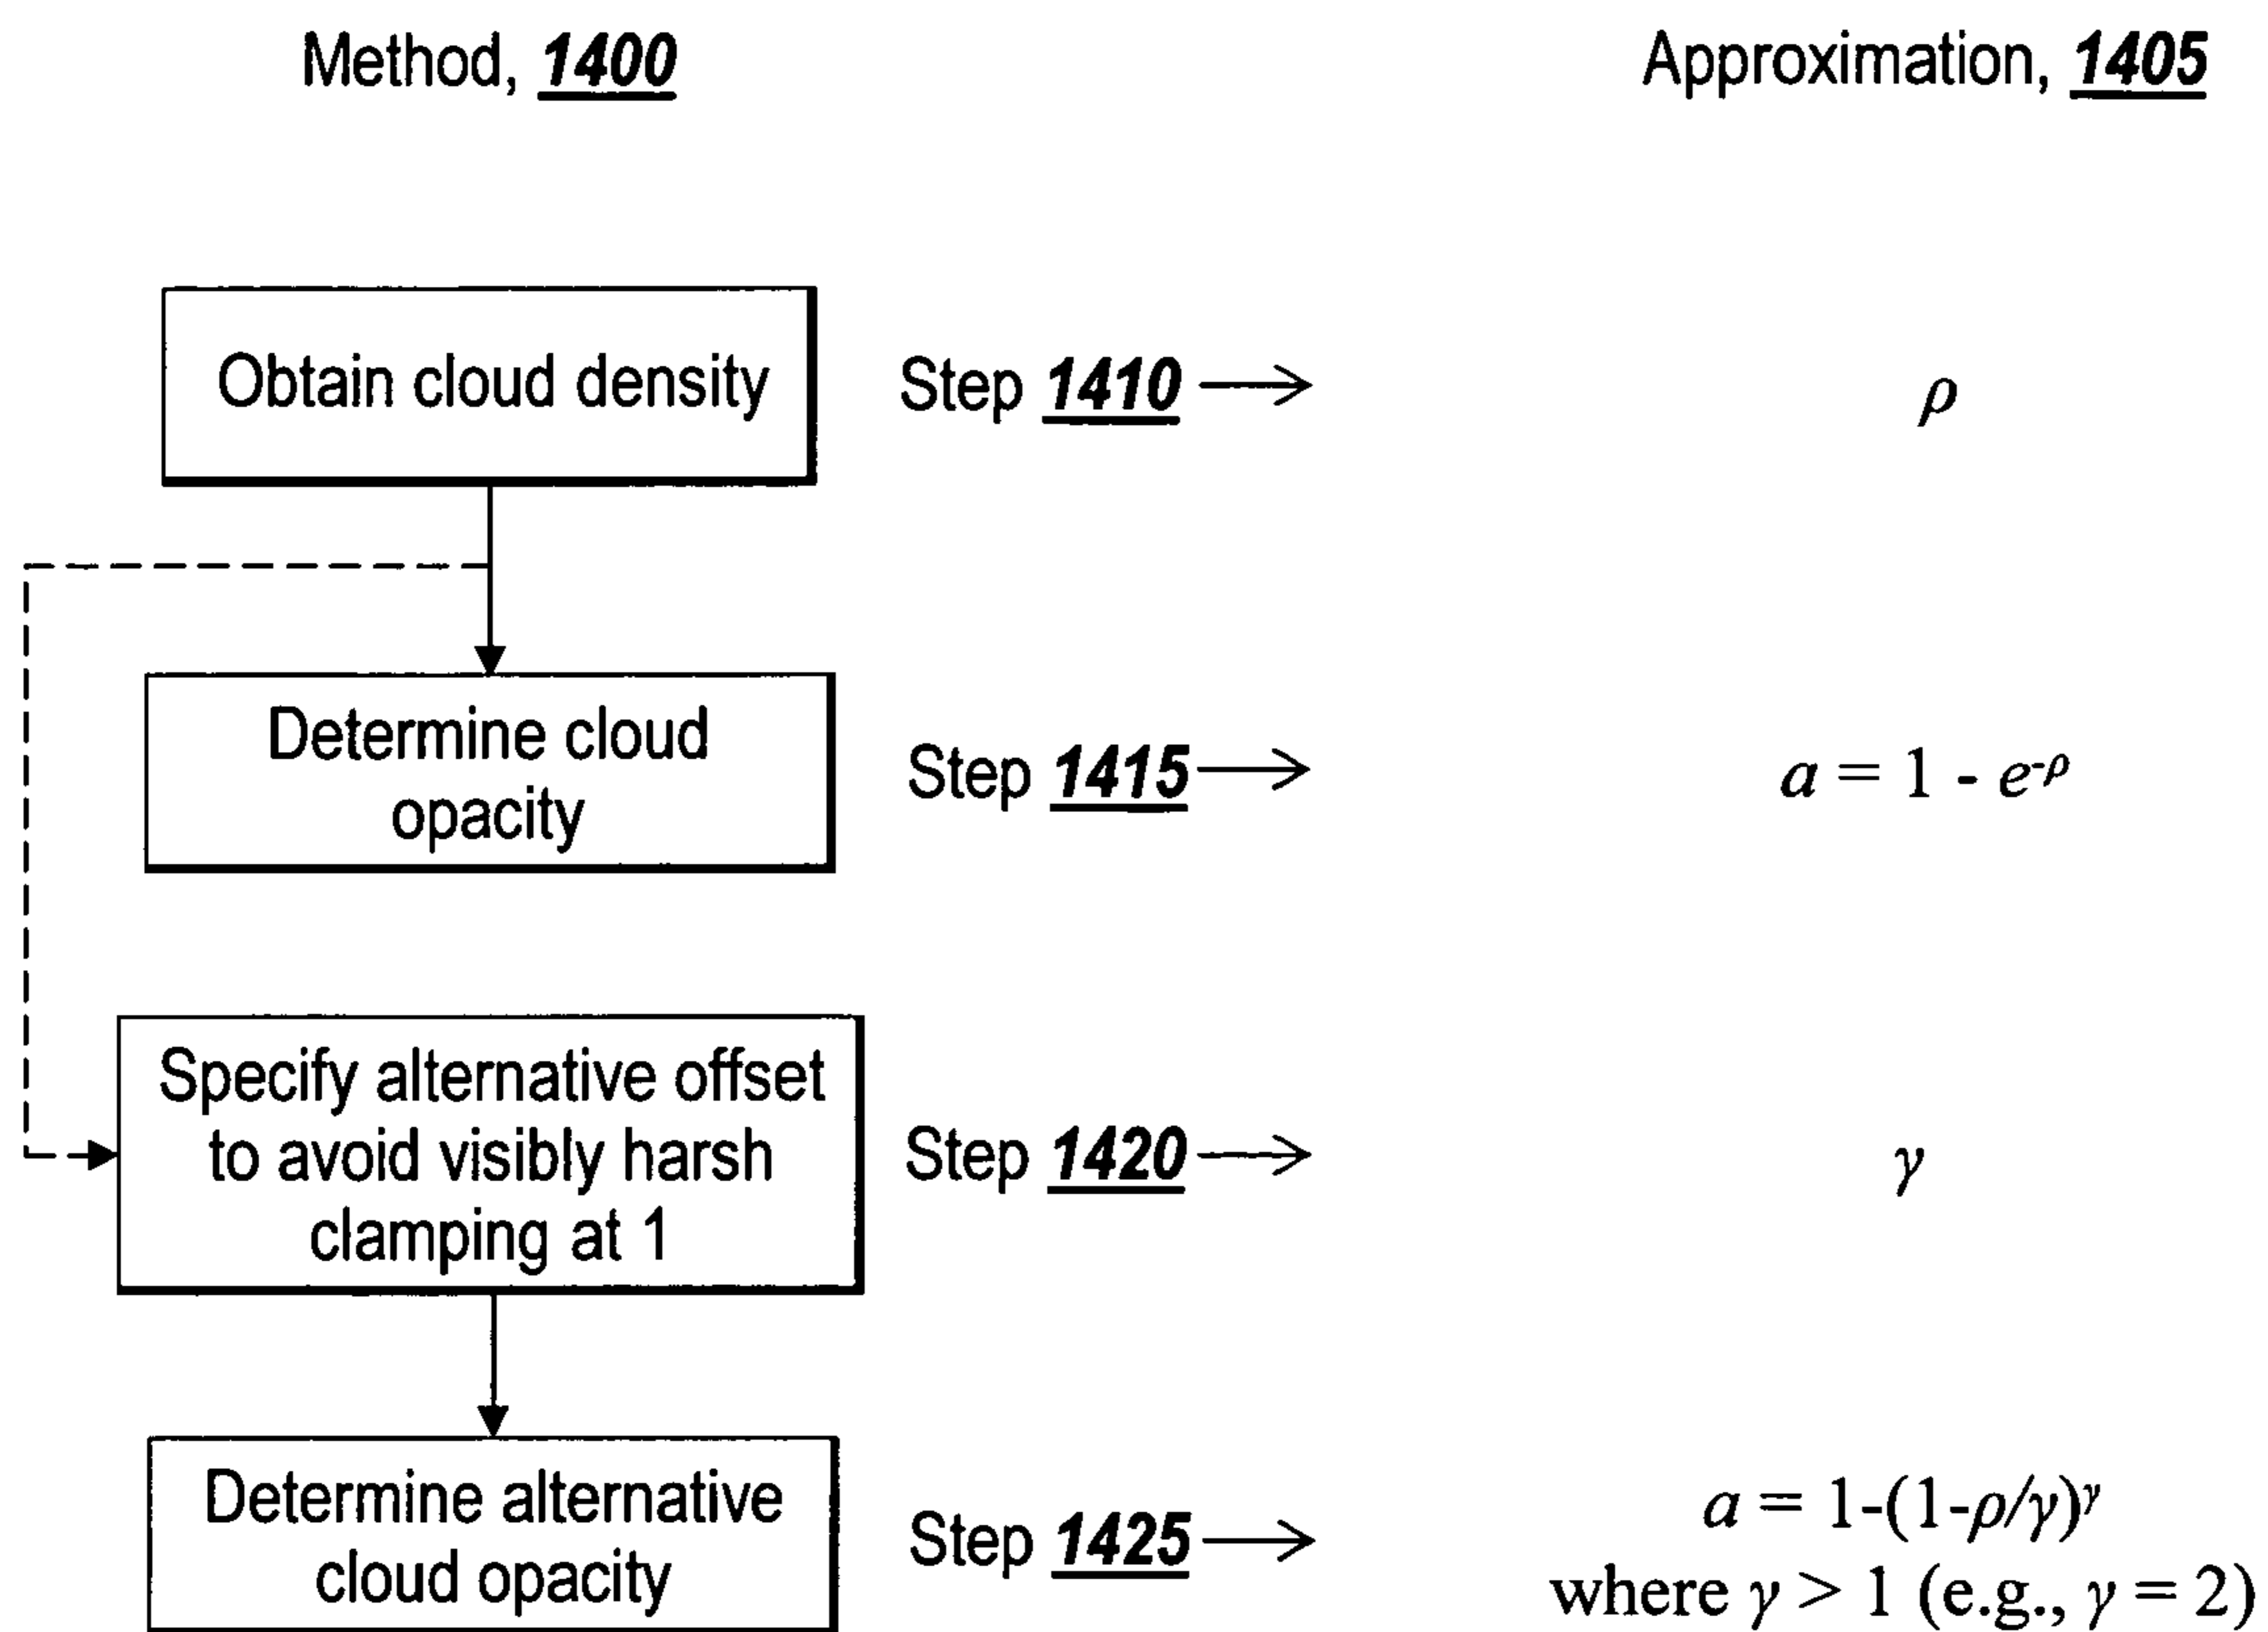 Method, 1400
Approximation, 1405
Obtain cloud density
Step 1410
ρ
Determine cloud
opacity
Step 1415
a = 1 - e^-ρ
Specify alternative offset
to avoid visibly harsh
clamping at 1
Step 1420
γ
Determine alternative
cloud opacity
Step 1425
a = 1-(1-ρ/γ)^γ
where γ > 1 (e.g., γ = 2)